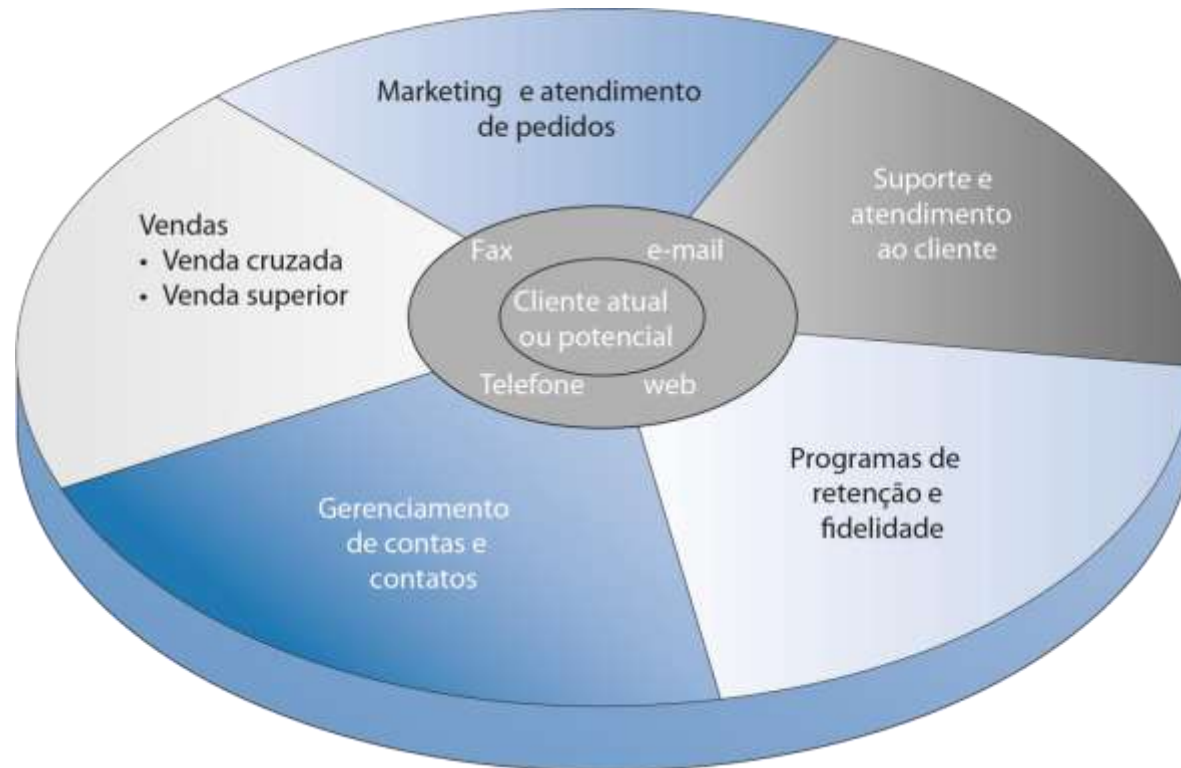 Marketing e atendimento
de pedidos
Suporte e
atendimento
ao cliente
Vendas
• Venda cruzada
• Venda superior
Fax
e-mail
Cliente atual
ou potencial
Telefone
web
Programas de
retenção e
fidelidade
Gerenciamento
de contas e
contatos